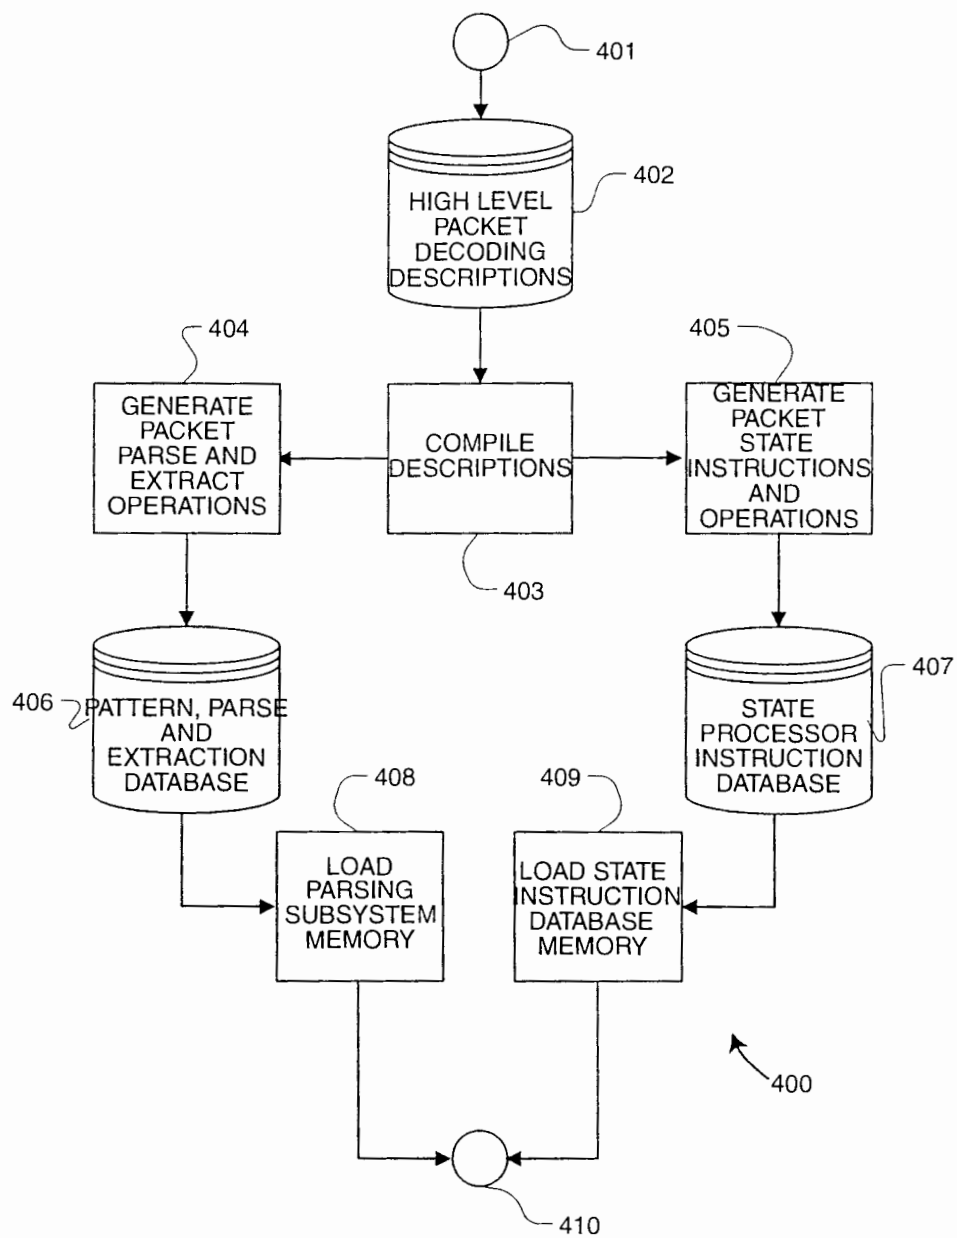 401
402
HIGH LEVEL
PACKET
DECODING
DESCRIPTIONS
404
405
GENERATE
PACKET
PARSE AND
EXTRACT
OPERATIONS
COMPILE
DESCRIPTIONS
GENERATE
PACKET
STATE
INSTRUCTIONS
AND
OPERATIONS
403
406
PATTERN, PARSE
AND
EXTRACTION
DATABASE
407
STATE
PROCESSOR
INSTRUCTION
DATABASE
408
409
LOAD
PARSING
SUBSYSTEM
MEMORY
LOAD STATE
INSTRUCTION
DATABASE
MEMORY
400
410